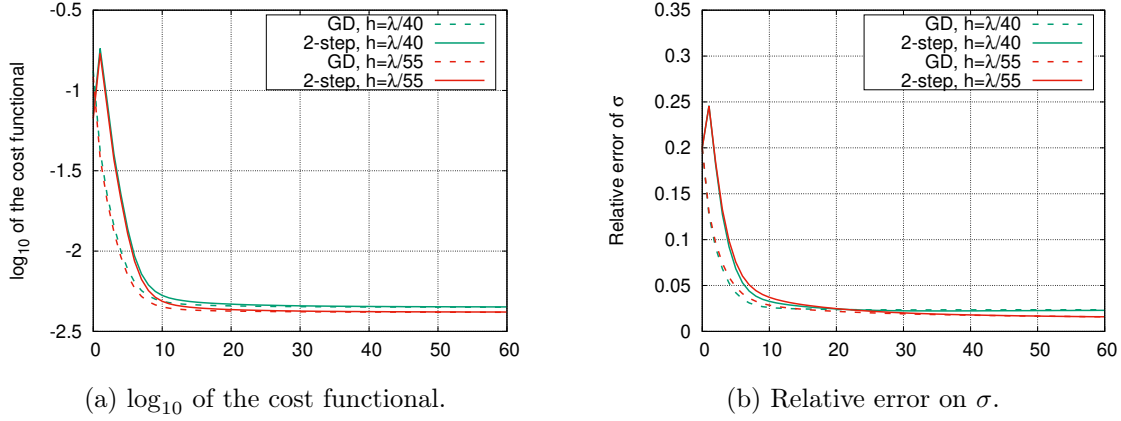 -0.5
-1
-1.5
-2
-2.5
0 10 20 30 40 50 60
log10 of the cost functional
GD, h=λ/40
2-step, h=λ/40
GD, h=λ/55
2-step, h=λ/55
(a) log10 of the cost functional.
0.35
0.3
0.25
0.2
0.15
0.1
0.05
0
0 10 20 30 40 50 60
Relative error of σ
GD, h=λ/40
2-step, h=λ/40
GD, h=λ/55
2-step, h=λ/55
(b) Relative error on σ.